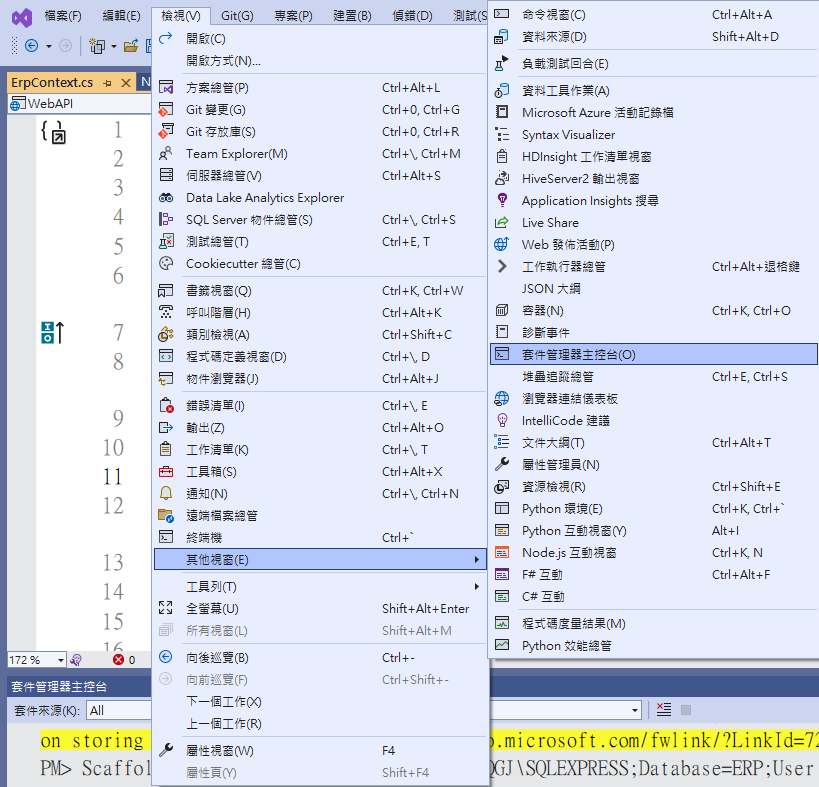 檔案(F) 編輯(E) 檢視(V) Git(G) 專案(P) 建置(B) 偵錯(D) 測試(S
ErpContext.cs
N
WebAPI
1
2
3
4
5
6
7
8
9
10
11
12
13
14
15
16
172 %
0
開啟(C)
開啟方式(N)...
方案總管(P) Ctrl+Alt+L
Git 變更(G) Ctrl+0, Ctrl+G
Git 存放庫(S) Ctrl+0, Ctrl+R
Team Explorer(M) Ctrl+\, Ctrl+M
伺服器總管(V) Ctrl+Alt+S
Data Lake Analytics Explorer
SQL Server 物件總管(S) Ctrl+\, Ctrl+S
測試總管(T) Ctrl+E, T
Cookiecutter 總管(C)
書籤視窗(Q) Ctrl+K, Ctrl+W
呼叫階層(H) Ctrl+Alt+K
類別檢視(A) Ctrl+Shift+C
程式碼定義視窗(D) Ctrl+\, D
物件瀏覽器(J) Ctrl+Alt+J
錯誤清單(I) Ctrl+\, E
輸出(Z) Ctrl+Alt+O
工作清單(K) Ctrl+\, T
工具箱(S) Ctrl+Alt+X
通知(N) Ctrl+\, Ctrl+N
遠端檔案總管
終端機 Ctrl+`
其他視窗(E)
工具列(T)
全螢幕(U) Shift+Alt+Enter
所有視窗(L) Shift+Alt+M
向後巡覽(B) Ctrl+-
向前巡覽(F) Ctrl+Shift+-
下一個工作(X)
上一個工作(R)
屬性視窗(W) F4
屬性頁(Y) Shift+F4
命令視窗(C) Ctrl+Alt+A
資料來源(D) Shift+Alt+D
負載測試回合(E)
資料工具作業(A)
Microsoft Azure 活動記錄檔
Syntax Visualizer
HDInsight 工作清單視窗
HiveServer2 輸出視窗
Application Insights 搜尋
Live Share
Web 發佈活動(P)
工作執行器總管 Ctrl+Alt+退格鍵
JSON 大綱
容器(N) Ctrl+K, Ctrl+O
診斷事件
套件管理器主控台(O)
堆疊追蹤總管 Ctrl+E, Ctrl+S
瀏覽器連結儀表板
IntelliCode 建議
文件大綱(T) Ctrl+Alt+T
屬性管理員(N)
資源檢視(R) Ctrl+Shift+E
Python 環境(E) Ctrl+K, Ctrl+`
Python 互動視窗(Y) Alt+I
Node.js 互動視窗 Ctrl+K, N
F# 互動 Ctrl+Alt+F
C# 互動
程式碼度量結果(M)
Python 效能總管
套件管理器主控台
套件來源(K): All
on storing o.microsoft.com/fwlink/?LinkId=72
PM> Scaffol QGJ\SQLEXPRESS;Database=ERP;User